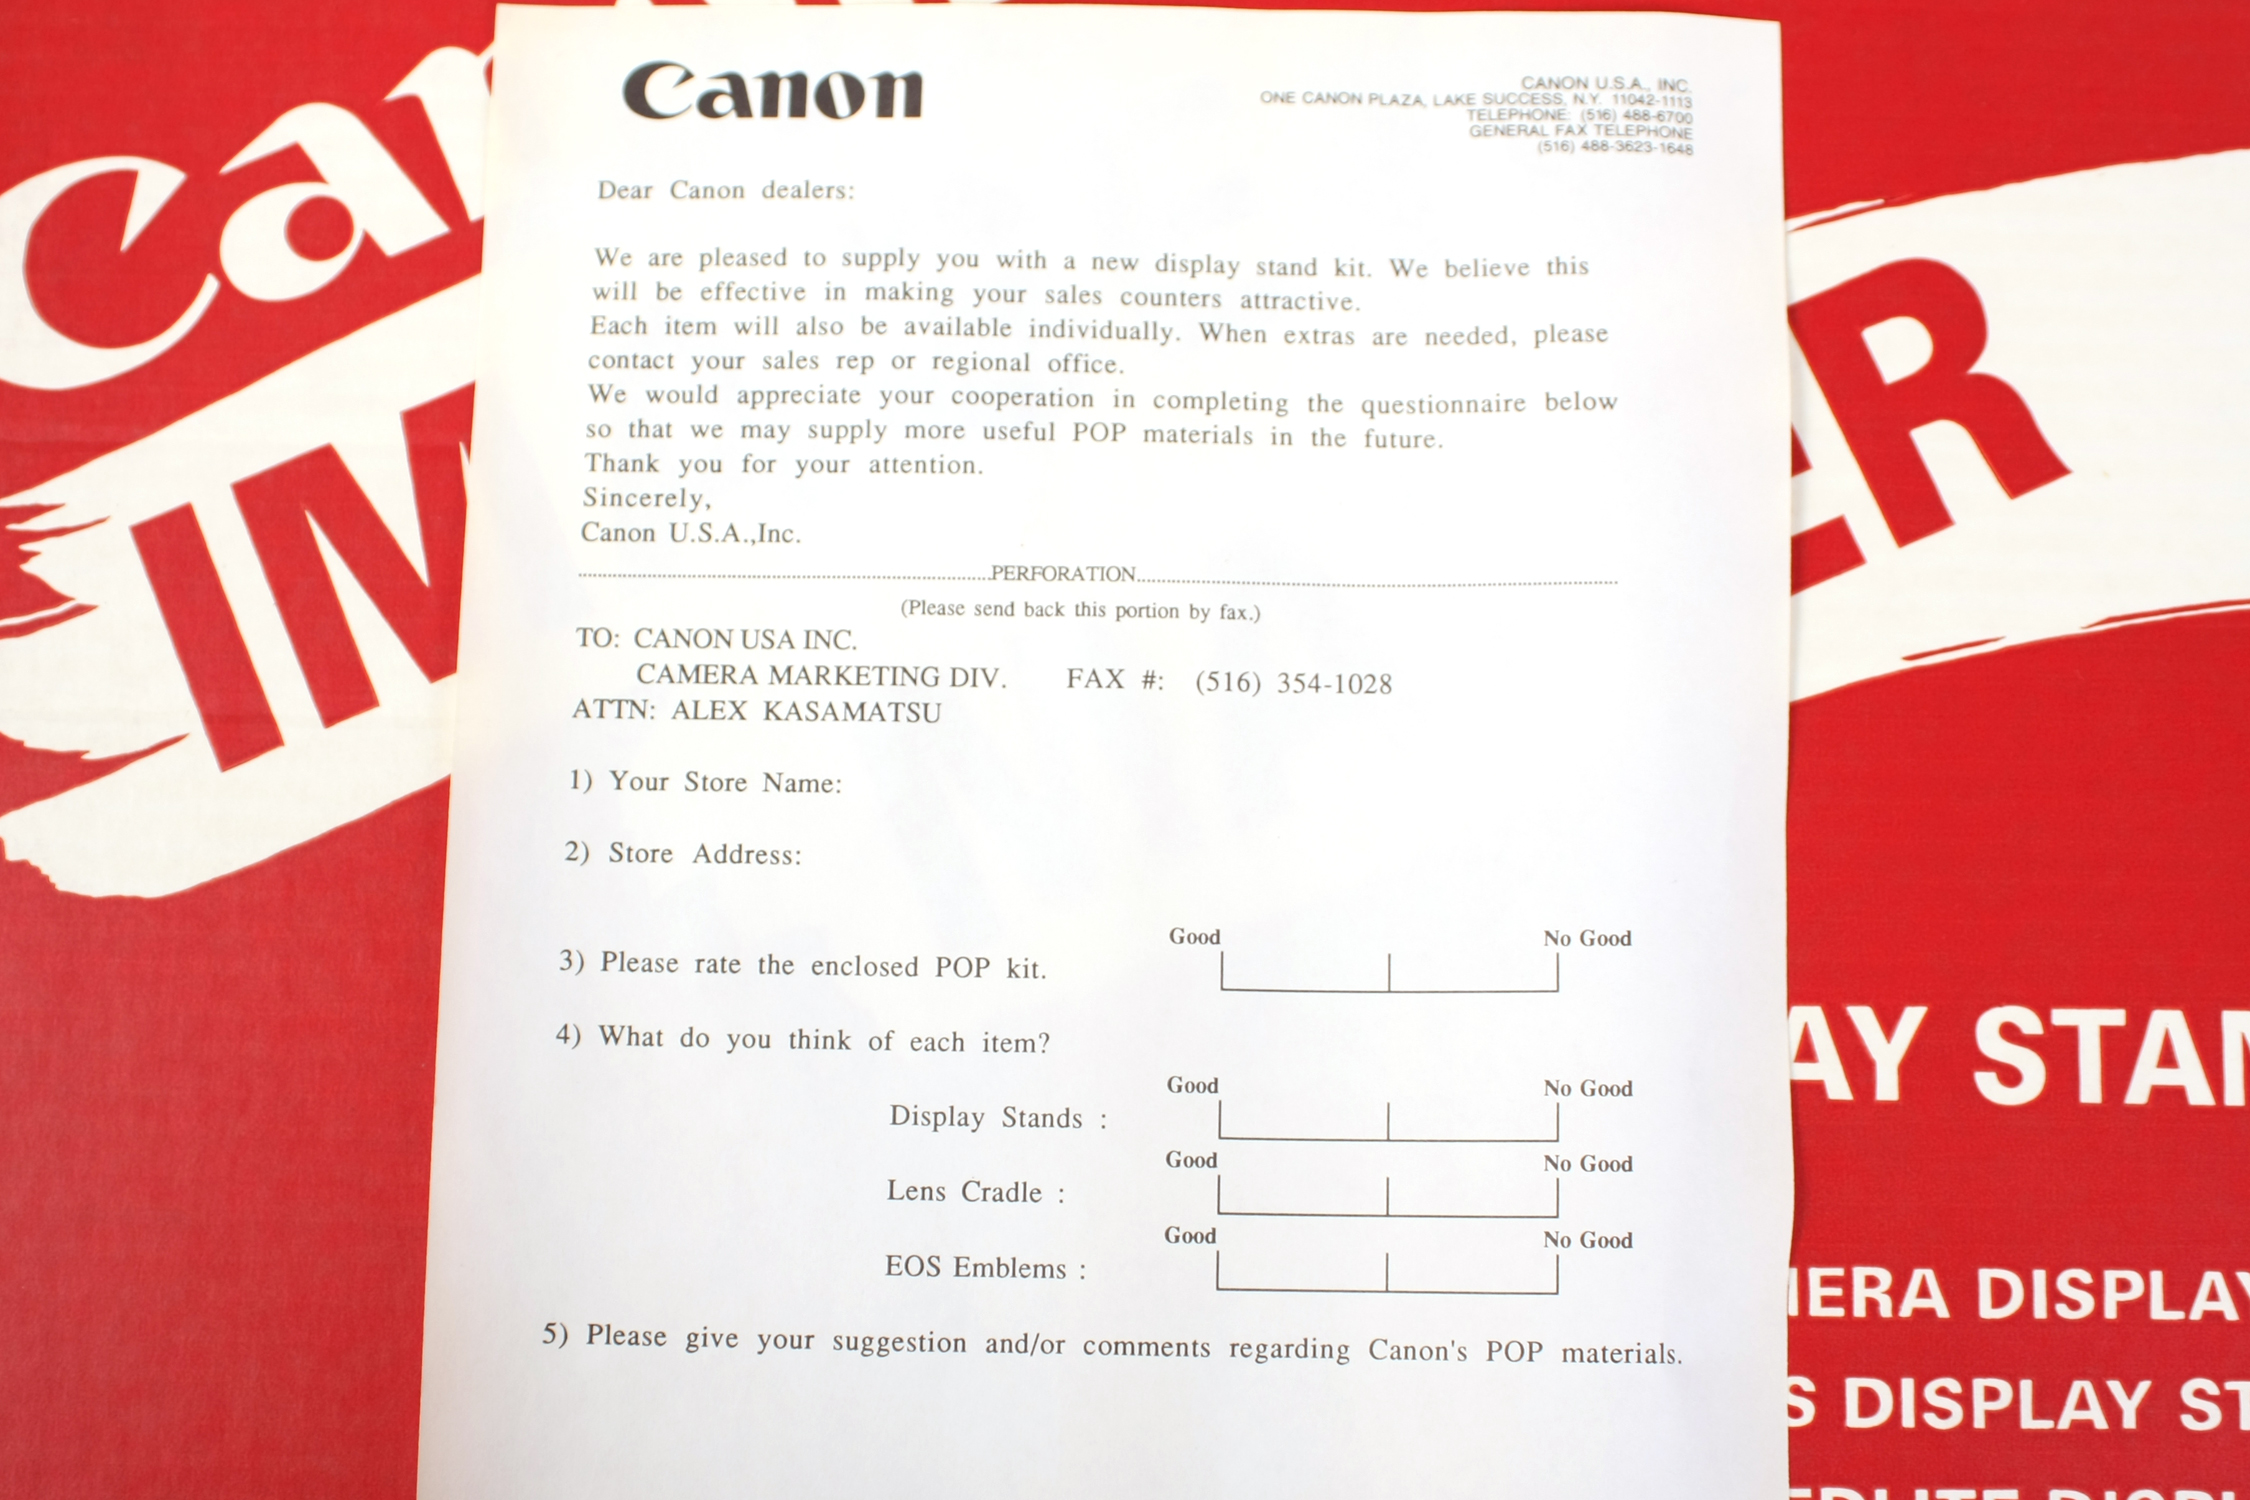 Canon
CANON U.S.A., INC.
ONE CANON PLAZA, LAKE SUCCESS, N.Y. 11042-1113
TELEPHONE: (516) 488-6700
GENERAL FAX TELEPHONE
(516) 488-3623-1648
Dear Canon dealers:
We are pleased to supply you with a new display stand kit. We believe this
will be effective in making your sales counters attractive.
Each item will also be available individually. When extras are needed, please
contact your sales rep or regional office.
We would appreciate your cooperation in completing the questionnaire below
so that we may supply more useful POP materials in the future.
Thank you for your attention.
Sincerely,
Canon U.S.A.,Inc.
PERFORATION
(Please send back this portion by fax.)
TO: CANON USA INC.
CAMERA MARKETING DIV. FAX #: (516) 354-1028
ATTN: ALEX KASAMATSU
1) Your Store Name:
2) Store Address:
Good No Good
3) Please rate the enclosed POP kit.
4) What do you think of each item?
Good No Good
Display Stands :
Good No Good
Lens Cradle :
Good No Good
EOS Emblems :
5) Please give your suggestion and/or comments regarding Canon's POP materials.
Can
IM
ER
AY STAN
MERA DISPLAY
S DISPLAY ST